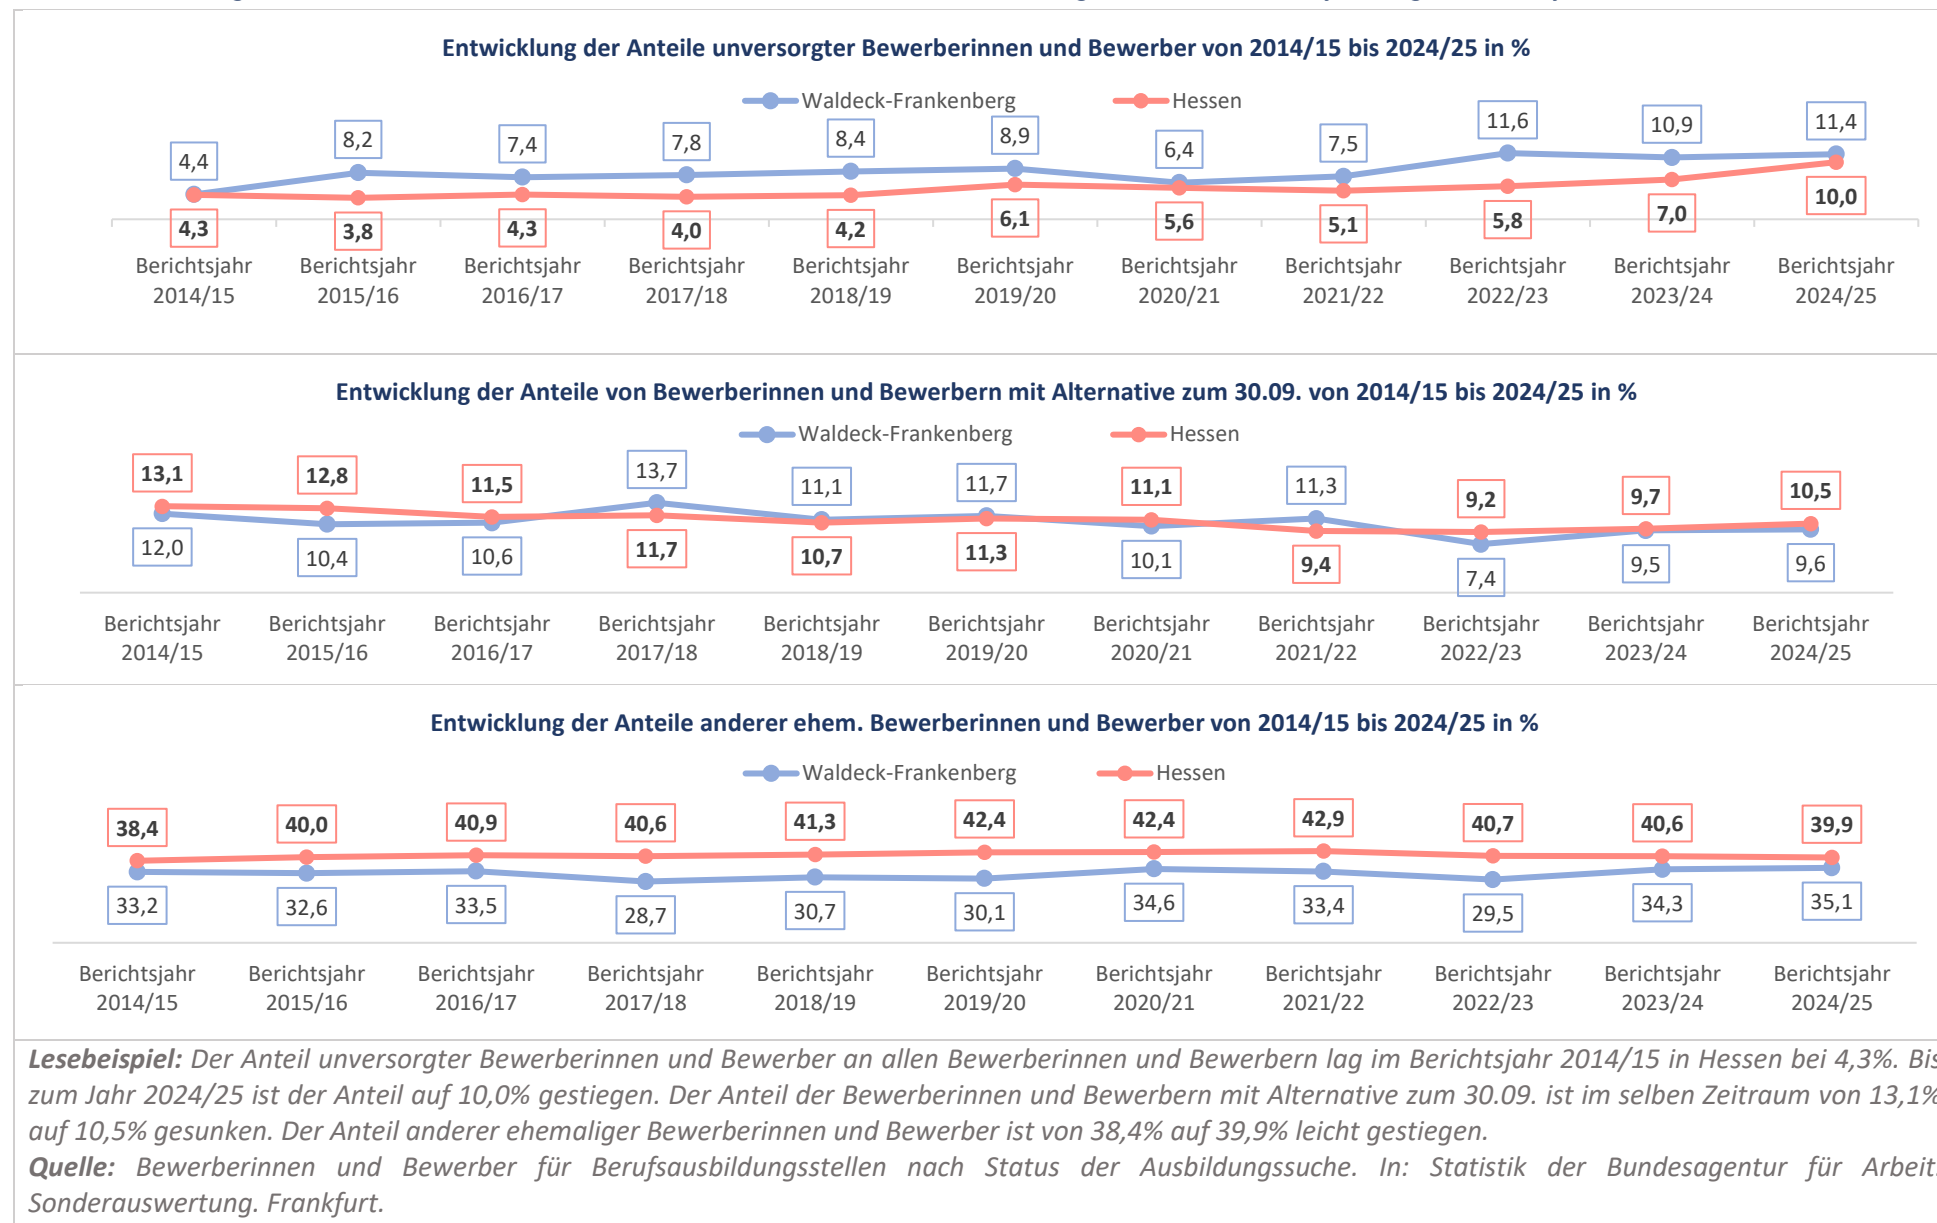 Entwicklung der Anteile unversorgter Bewerberinnen und Bewerber von 2014/15 bis 2024/25 in %
Waldeck-Frankenberg Hessen
4,4 8,2 7,4 7,8 8,4 8,9 6,4 7,5 11,6 10,9 11,4
4,3 3,8 4,3 4,0 4,2 6,1 5,6 5,1 5,8 7,0 10,0
Berichtsjahr Berichtsjahr Berichtsjahr Berichtsjahr Berichtsjahr Berichtsjahr Berichtsjahr Berichtsjahr Berichtsjahr Berichtsjahr Berichtsjahr
2014/15 2015/16 2016/17 2017/18 2018/19 2019/20 2020/21 2021/22 2022/23 2023/24 2024/25
Entwicklung der Anteile von Bewerberinnen und Bewerbern mit Alternative zum 30.09. von 2014/15 bis 2024/25 in %
Waldeck-Frankenberg Hessen
13,1 12,8 11,5 13,7 11,1 11,7 11,1 11,3 9,2 9,7 10,5
12,0 10,4 10,6 11,7 10,7 11,3 10,1 9,4 7,4 9,5 9,6
Berichtsjahr Berichtsjahr Berichtsjahr Berichtsjahr Berichtsjahr Berichtsjahr Berichtsjahr Berichtsjahr Berichtsjahr Berichtsjahr Berichtsjahr
2014/15 2015/16 2016/17 2017/18 2018/19 2019/20 2020/21 2021/22 2022/23 2023/24 2024/25
Entwicklung der Anteile anderer ehem. Bewerberinnen und Bewerber von 2014/15 bis 2024/25 in %
Waldeck-Frankenberg Hessen
38,4 40,0 40,9 40,6 41,3 42,4 42,4 42,9 40,7 40,6 39,9
33,2 32,6 33,5 28,7 30,7 30,1 34,6 33,4 29,5 34,3 35,1
Berichtsjahr Berichtsjahr Berichtsjahr Berichtsjahr Berichtsjahr Berichtsjahr Berichtsjahr Berichtsjahr Berichtsjahr Berichtsjahr Berichtsjahr
2014/15 2015/16 2016/17 2017/18 2018/19 2019/20 2020/21 2021/22 2022/23 2023/24 2024/25
Lesebeispiel: Der Anteil unversorgter Bewerberinnen und Bewerber an allen Bewerberinnen und Bewerbern lag im Berichtsjahr 2014/15 in Hessen bei 4,3%. Bis
zum Jahr 2024/25 ist der Anteil auf 10,0% gestiegen. Der Anteil der Bewerberinnen und Bewerbern mit Alternative zum 30.09. ist im selben Zeitraum von 13,1%
auf 10,5% gesunken. Der Anteil anderer ehemaliger Bewerberinnen und Bewerber ist von 38,4% auf 39,9% leicht gestiegen.
Quelle: Bewerberinnen und Bewerber für Berufsausbildungsstellen nach Status der Ausbildungssuche. In: Statistik der Bundesagentur für Arbeit.
Sonderauswertung. Frankfurt.